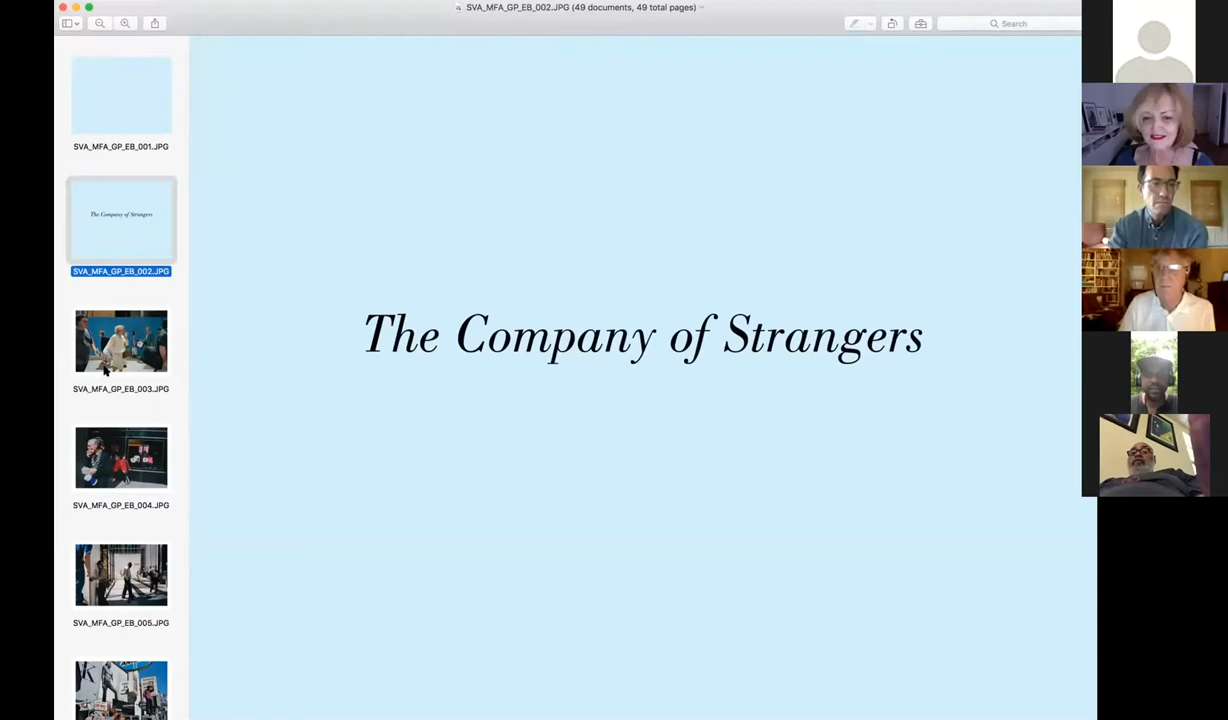 SVA_MFA_GP_EB_002.JPG (49 documents, 49 total pages)
Search
SVA_MFA_GP_EB_001.JPG
The Company of Strangers
SVA_MFA_GP_EB_002.JPG
SVA_MFA_GP_EB_003.JPG
SVA_MFA_GP_EB_004.JPG
SVA_MFA_GP_EB_005.JPG
The Company of Strangers